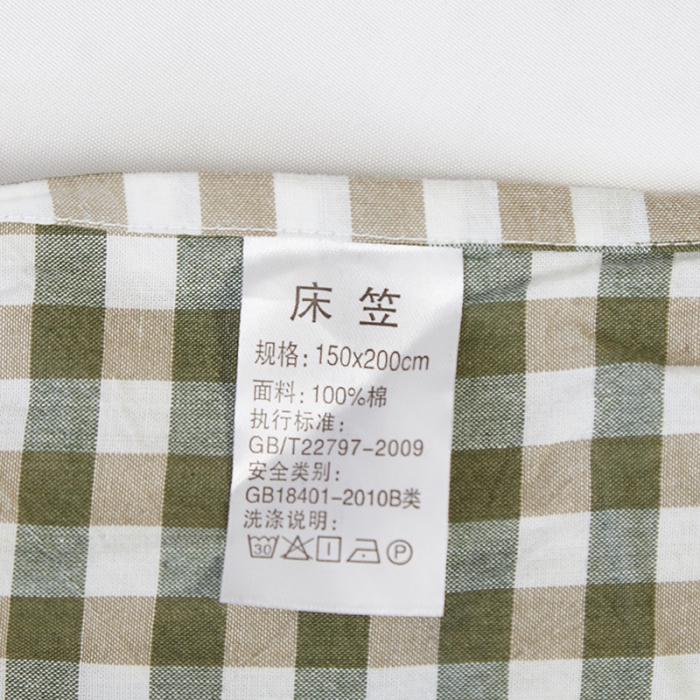 床笠
规格:150x200cm
面料:100%棉
执行标准:
GB/T22797-2009
安全类别:
GB18401-2010B类
洗涤说明:
30 P